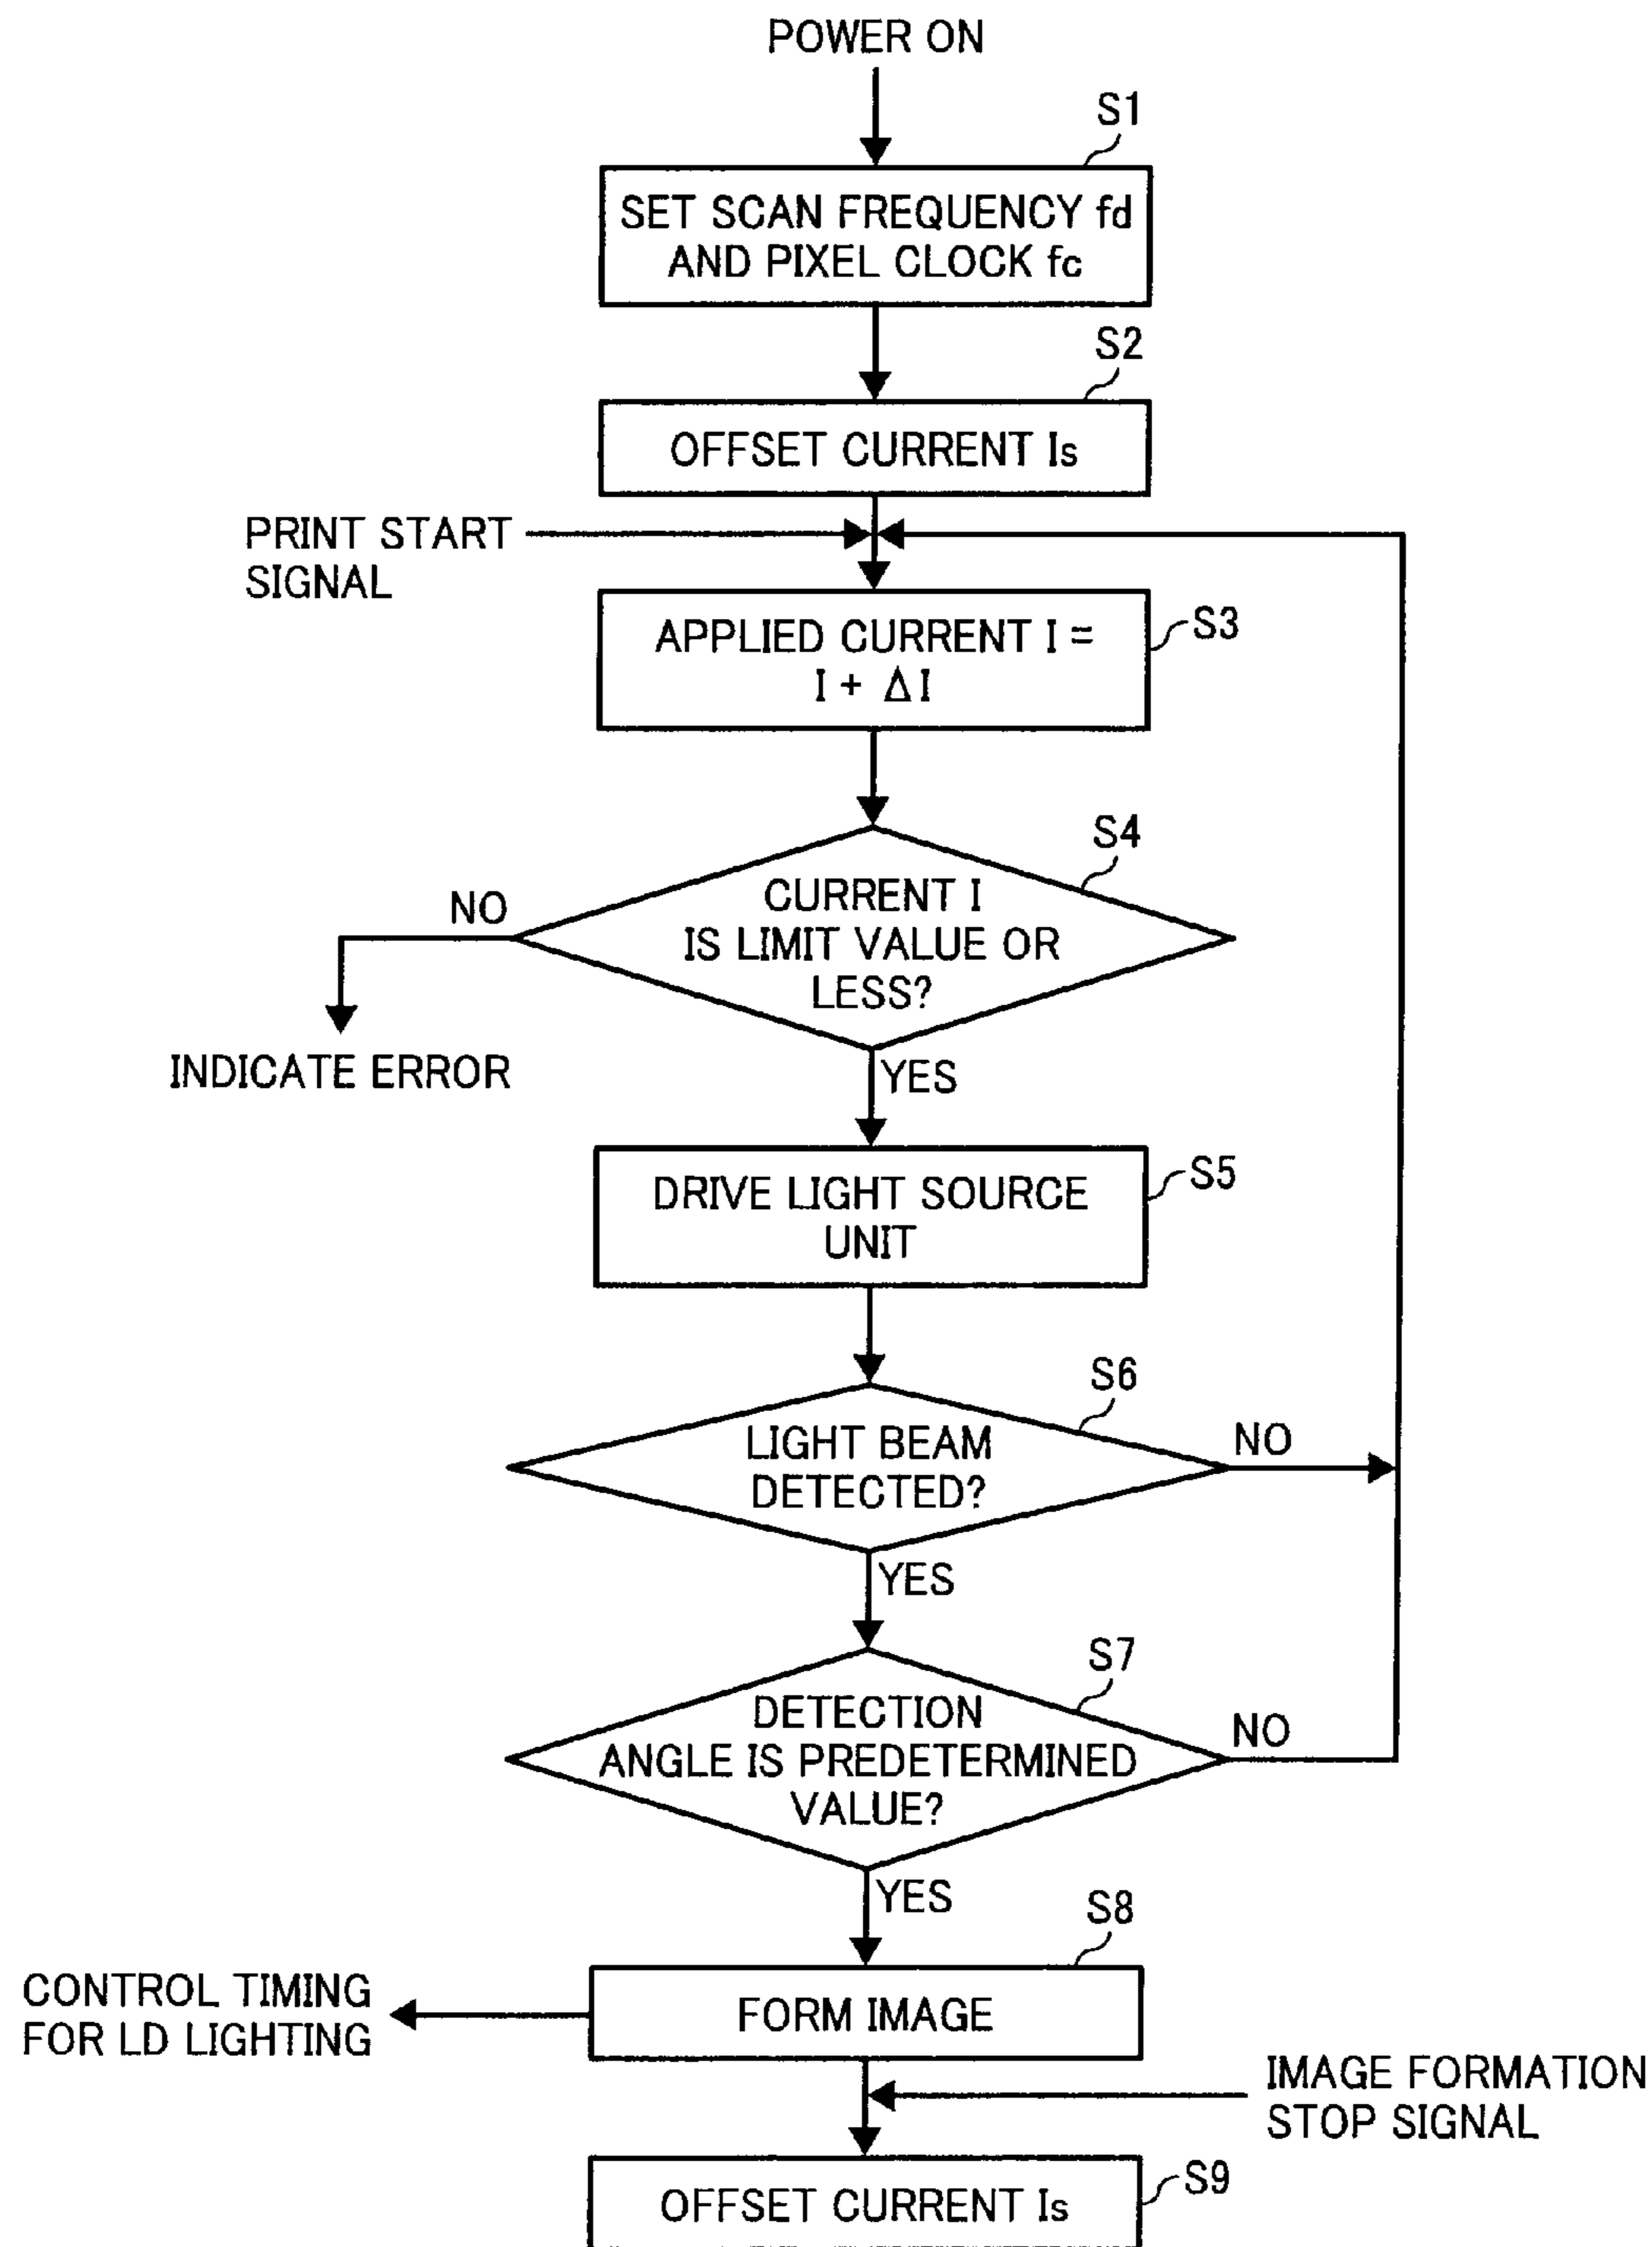 POWER ON
S1
SET SCAN FREQUENCY fd
AND PIXEL CLOCK fc
S2
OFFSET CURRENT Is
PRINT START
SIGNAL
APPLIED CURRENT I =
I + ΔI
S3
S4
CURRENT I
IS LIMIT VALUE OR
LESS?
NO
INDICATE ERROR
YES
DRIVE LIGHT SOURCE
UNIT
S5
S6
LIGHT BEAM
DETECTED?
NO
YES
S7
DETECTION
ANGLE IS PREDETERMINED
VALUE?
NO
YES
S8
FORM IMAGE
CONTROL TIMING
FOR LD LIGHTING
IMAGE FORMATION
STOP SIGNAL
OFFSET CURRENT Is
S9